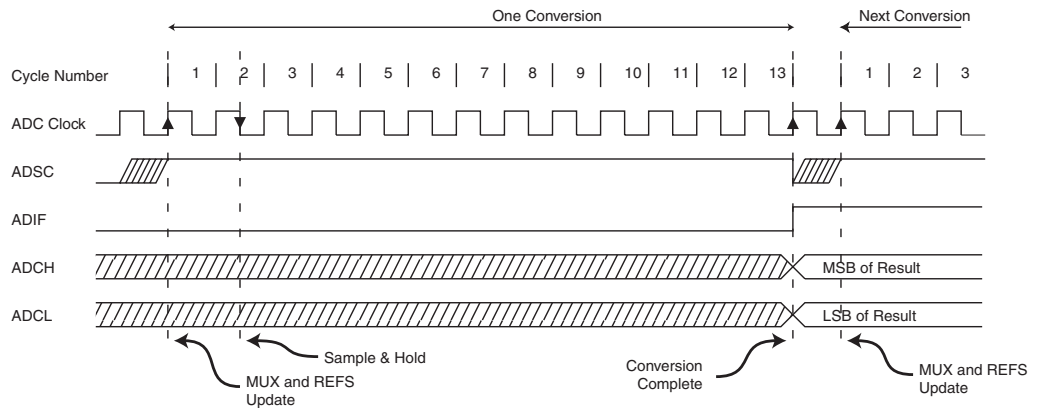 One Conversion Next Conversion
Cycle Number 1 2 3 4 5 6 7 8 9 10 11 12 13 1 2 3
ADC Clock
ADSC
ADIF
ADCH MSB of Result
ADCL LSB of Result
Sample & Hold
MUX and REFS
Update
Conversion
Complete
MUX and REFS
Update